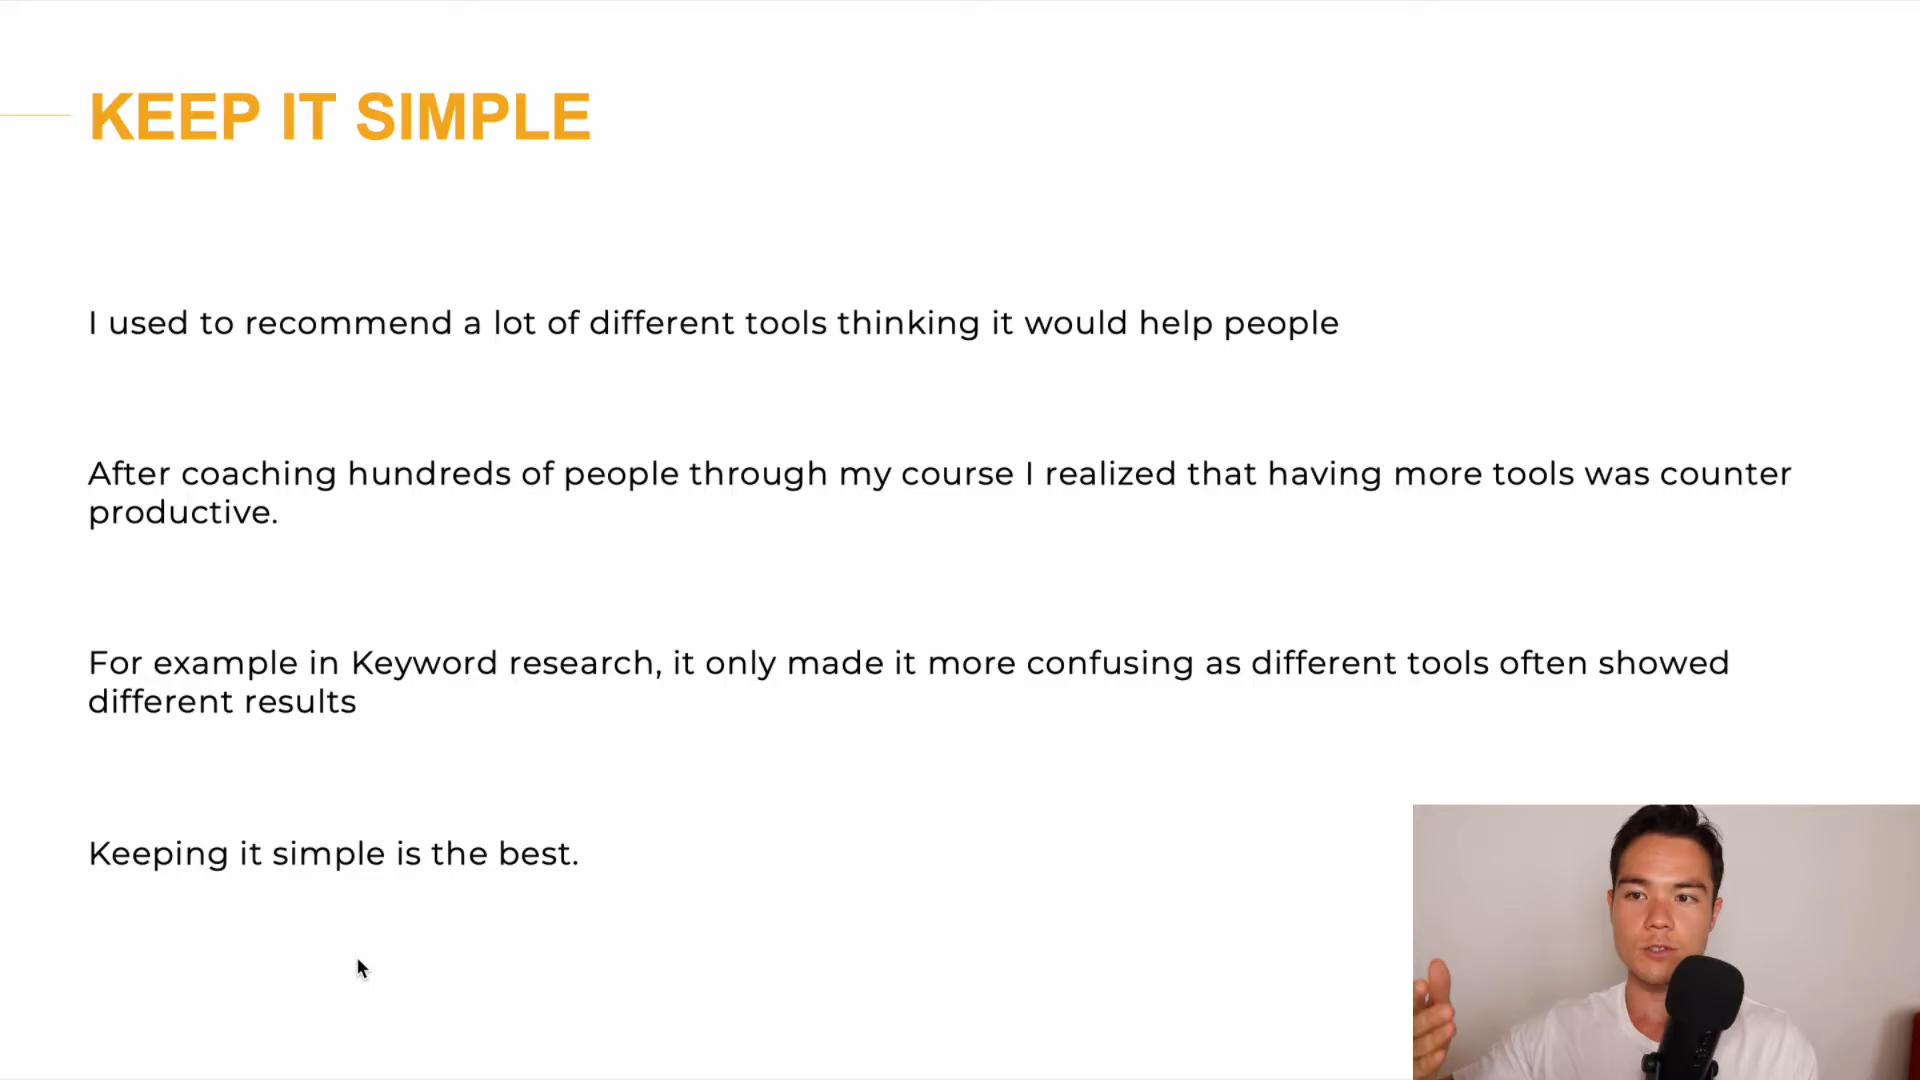 KEEP IT SIMPLE
I used to recommend a lot of different tools thinking it would help people
After coaching hundreds of people through my course I realized that having more tools was counter
productive.
For example in Keyword research, it only made it more confusing as different tools often showed
different results
Keeping it simple is the best.